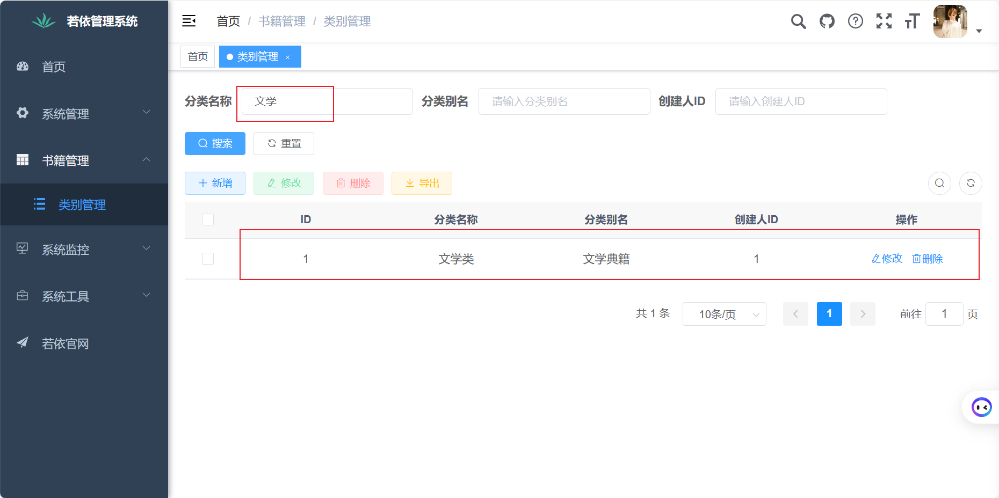 若依管理系统
首页
系统管理
书籍管理
类别管理
系统监控
系统工具
若依官网
首页 / 书籍管理 / 类别管理
首页 类别管理 ×
分类名称 文学 分类别名 请输入分类别名 创建人ID 请输入创建人ID
搜索 重置
新增 修改 删除 导出
ID 分类名称 分类别名 创建人ID 操作
1 文学类 文学典籍 1 修改 删除
共 1 条 10条/页 1 前往 1 页